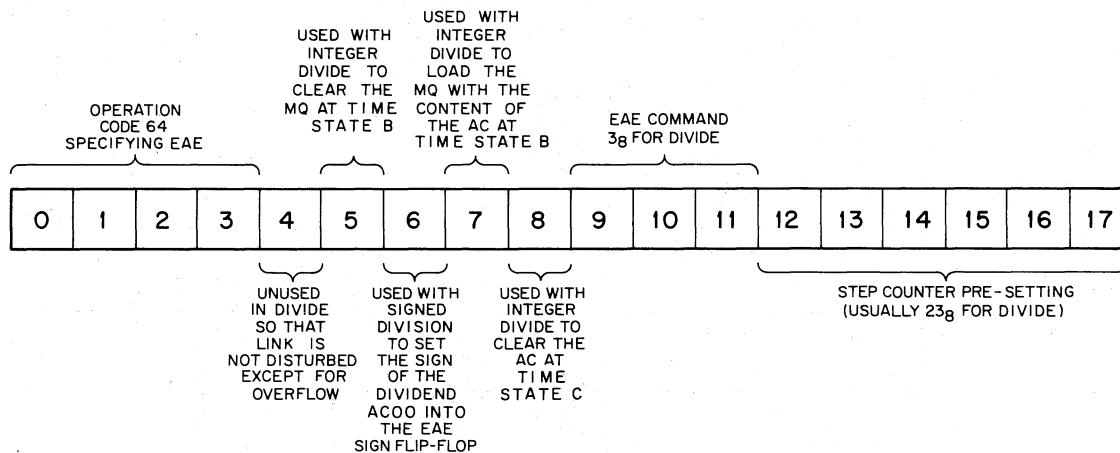 OPERATION
CODE 64
SPECIFYING EAE
USED WITH
INTEGER
DIVIDE TO
CLEAR THE
MQ AT TIME
STATE B
USED WITH
INTEGER
DIVIDE TO
LOAD THE
MQ WITH THE
CONTENT OF
THE AC AT
TIME STATE B
EAE COMMAND
3₈ FOR DIVIDE
0 1 2 3 4 5 6 7 8 9 10 11 12 13 14 15 16 17
UNUSED
IN DIVIDE
SO THAT
LINK IS
NOT DISTURBED
EXCEPT FOR
OVERFLOW
USED WITH
SIGNED
DIVISION
TO SET
THE SIGN
OF THE
DIVIDEND
ACOO INTO
THE EAE
SIGN FLIP-FLOP
USED WITH
INTEGER
DIVIDE TO
CLEAR THE
AC AT
TIME
STATE C
STEP COUNTER PRE-SETTING
(USUALLY 23₈ FOR DIVIDE)